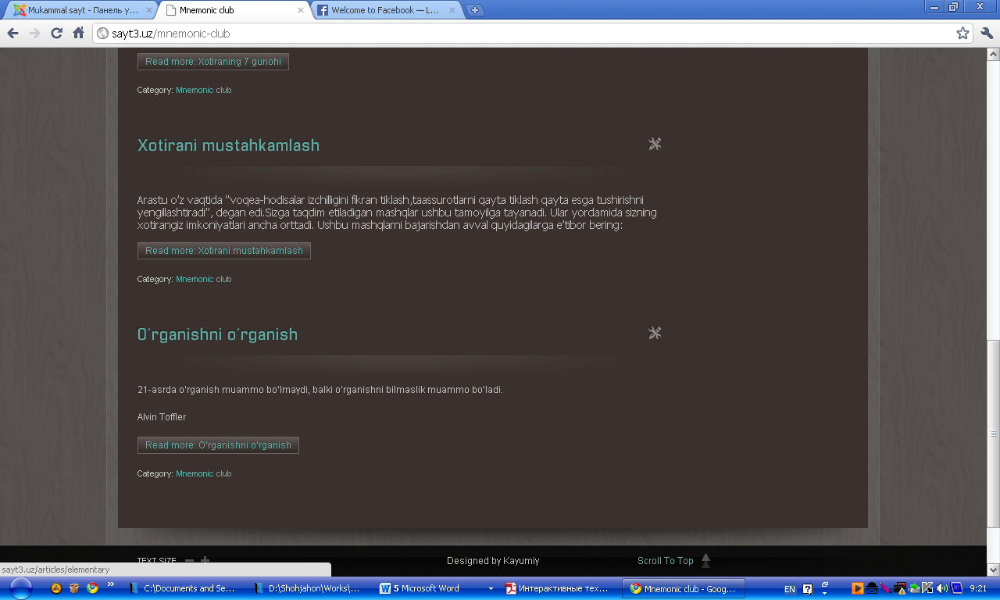 Mukammal sayt - Панель у...
Mnemonic club
Welcome to Facebook — L...
sayt3.uz/mnemonic-club
Read more: Xotiraning 7 gunohi
Category: Mnemonic club
Xotirani mustahkamlash
Arastu o'z vaqtida "voqea-hodisalar izchilligini fikran tiklash,taassurotlarni qayta tiklash qayta esga tushirishni
yengillashtiradi", degan edi.Sizga taqdim etiladigan mashqlar ushbu tamoyilga tayanadi. Ular yordamida sizning
xotirangiz imkoniyatlari ancha orttadi. Ushbu mashqlarni bajarishdan avval quyidagilarga e'tibor bering:
Read more: Xotirani mustahkamlash
Category: Mnemonic club
O'rganishni o'rganish
21-asrda o'rganish muammo bo'lmaydi, balki o'rganishni bilmaslik muammo bo'ladi.
Alvin Toffler
Read more: O'rganishni o'rganish
Category: Mnemonic club
TEXT SIZE
Designed by Kayumiy
Scroll To Top
sayt3.uz/articles/elementary
C:\Documents and Se...
D:\Shohjahon\Works\...
5 Microsoft Word
Интерактивные тех...
Mnemonic club - Goog...
EN
9:21